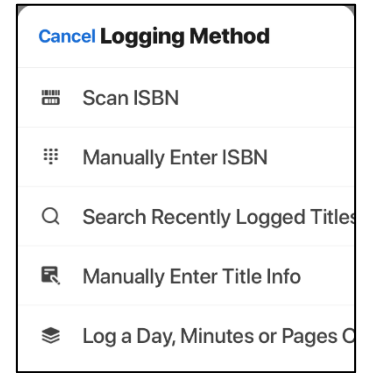 Cancel Logging Method
Scan ISBN
Manually Enter ISBN
Search Recently Logged Titles
Manually Enter Title Info
Log a Day, Minutes or Pages